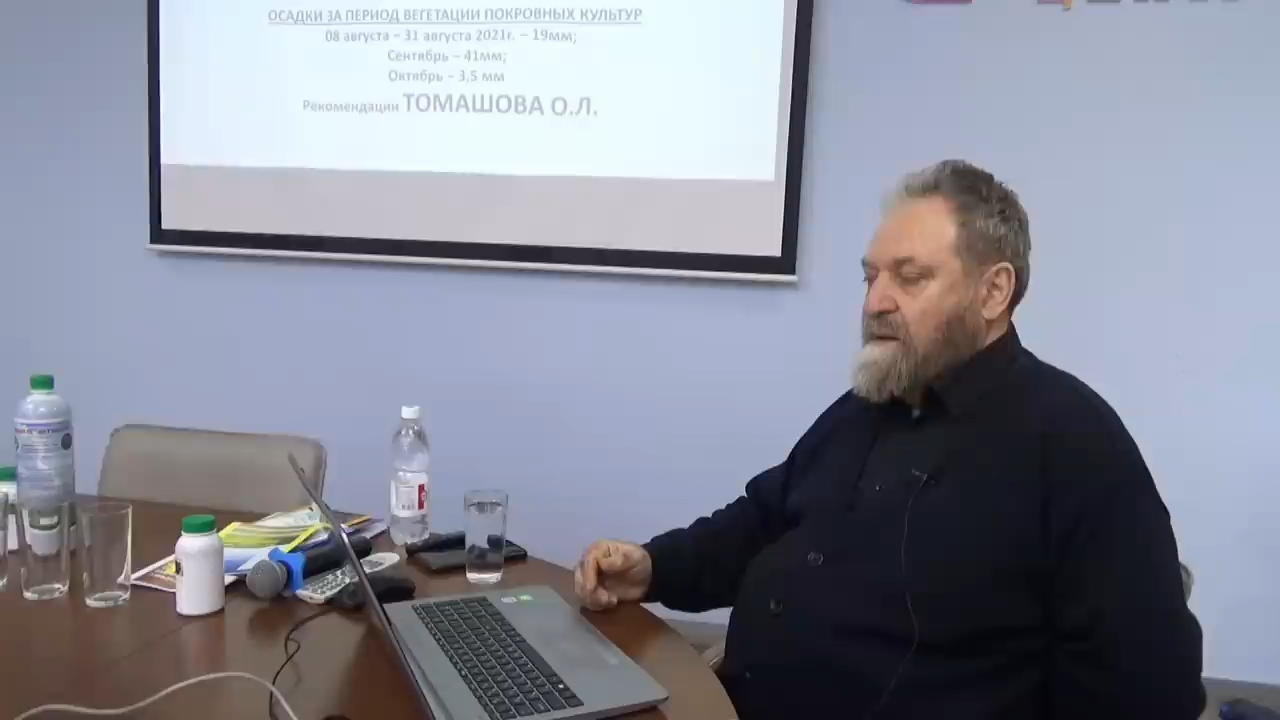 ОСАДКИ ЗА ПЕРИОД ВЕГЕТАЦИИ ПОКРОВНЫХ КУЛЬТУР
08 августа – 31 августа 2021г. – 19мм;
Сентябрь – 41мм;
Октябрь – 3,5 мм
Рекомендации ТОМАШОВА О.Л.